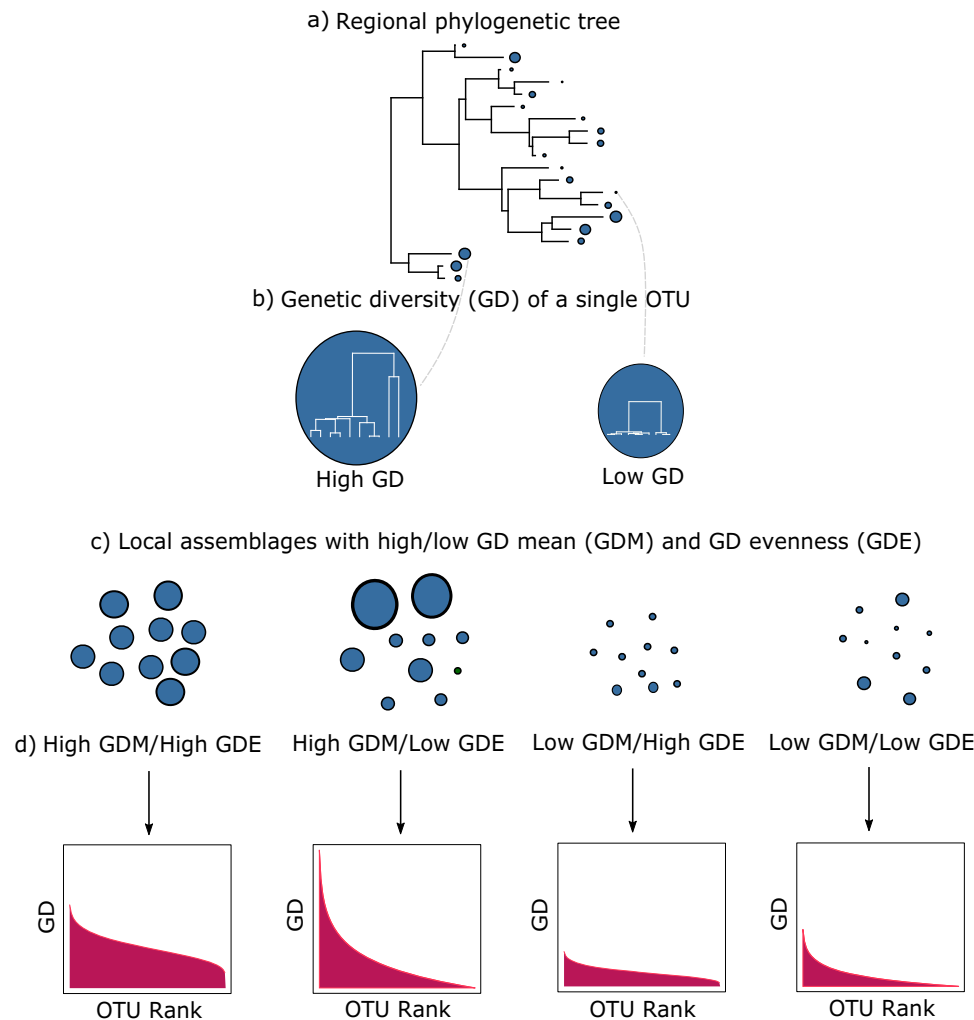 a) Regional phylogenetic tree
b) Genetic diversity (GD) of a single OTU
High GD
Low GD
c) Local assemblages with high/low GD mean (GDM) and GD evenness (GDE)
d) High GDM/High GDE
High GDM/Low GDE
Low GDM/High GDE
Low GDM/Low GDE
GD
GD
GD
GD
OTU Rank
OTU Rank
OTU Rank
OTU Rank